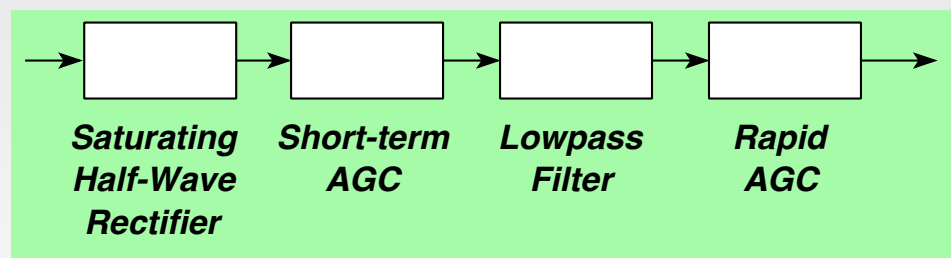 Saturating
Half-Wave
Rectifier
Short-term
AGC
Lowpass
Filter
Rapid
AGC